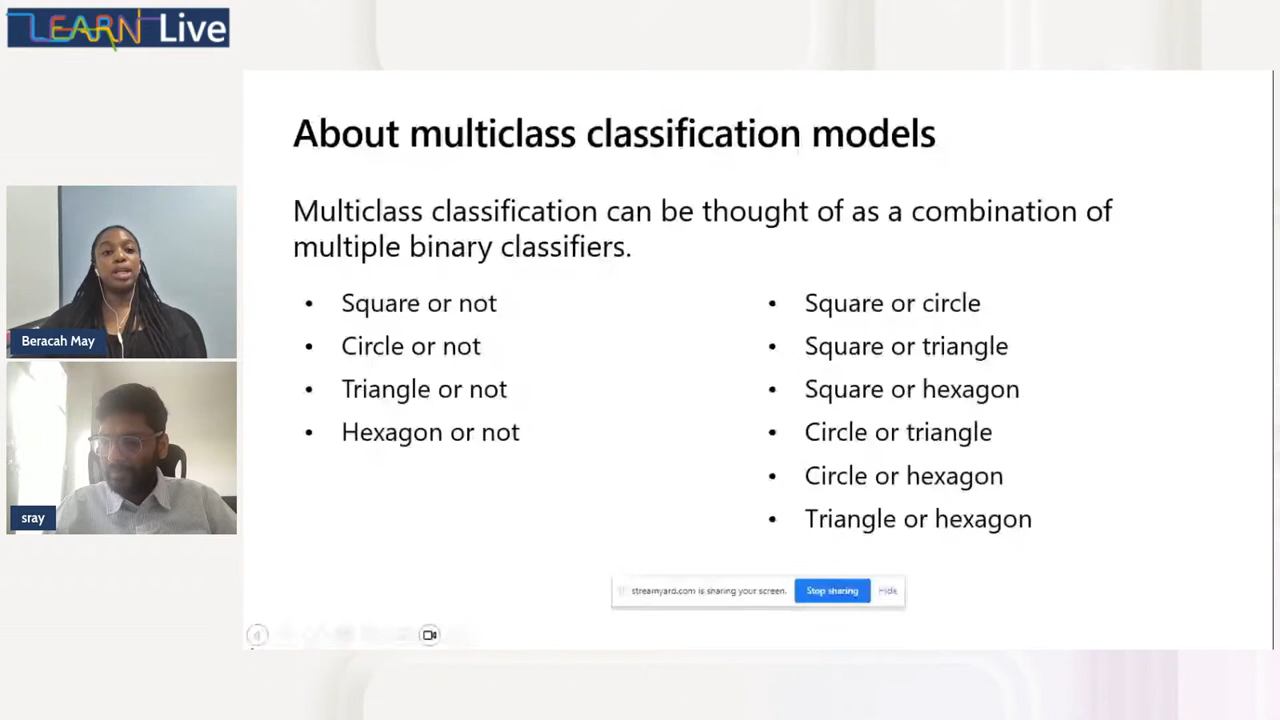 LEARN Live
About multiclass classification models
Multiclass classification can be thought of as a combination of
multiple binary classifiers.
• Square or not
• Circle or not
• Triangle or not
• Hexagon or not
• Square or circle
• Square or triangle
• Square or hexagon
• Circle or triangle
• Circle or hexagon
• Triangle or hexagon
Beracah May
sray
streamyard.com is sharing your screen.
Stop sharing
Hide